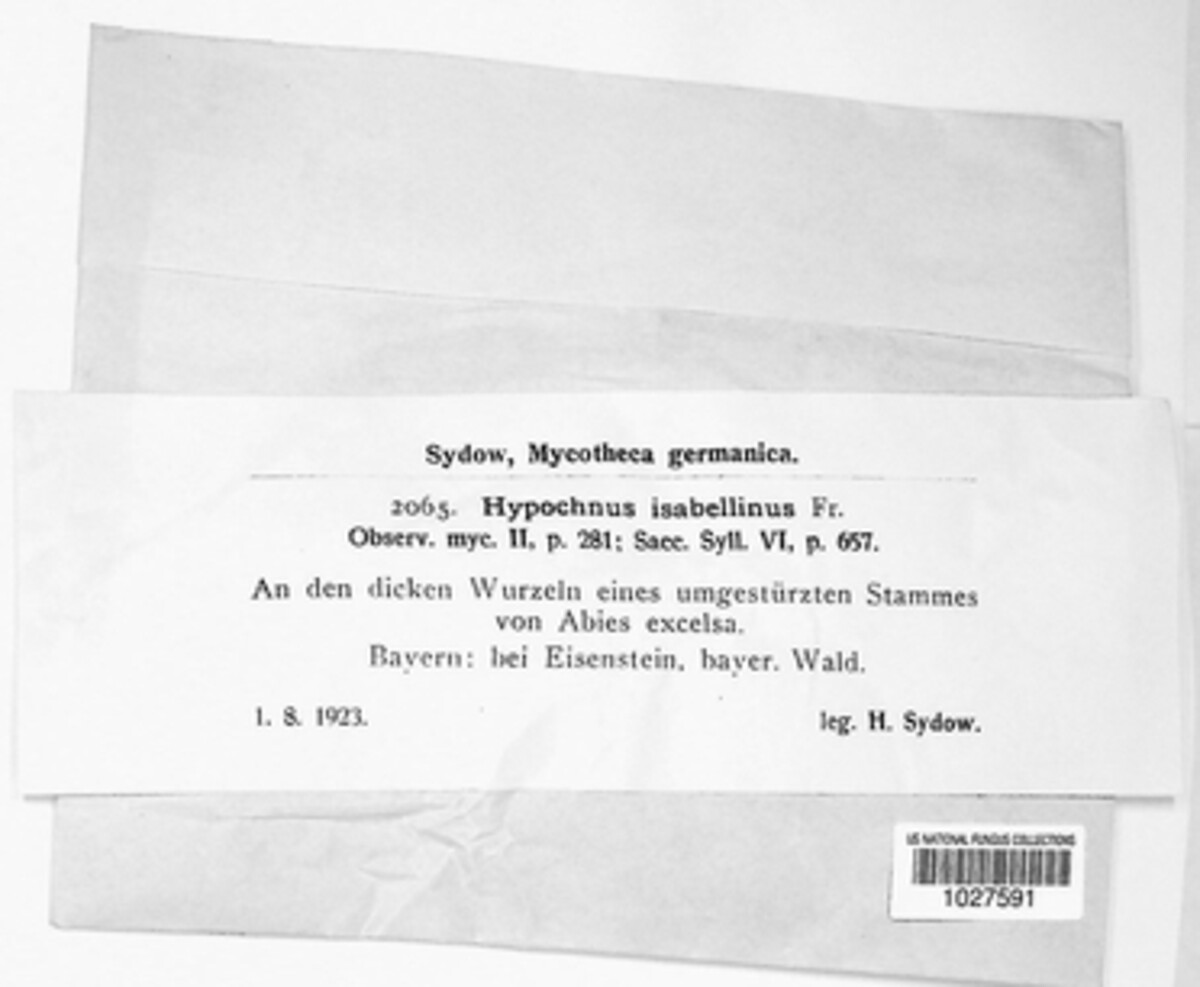 Sydow, Mycotheca germanica.
2065. Hypochnus isabellinus Fr.
Observ. myc. II, p. 281; Sacc. Syll. VI, p. 657.
An den dicken Wurzeln eines umgestürzten Stammes
von Abies excelsa.
Bayern: bei Eisenstein, bayer. Wald.
1. 8. 1923. leg. H. Sydow.
US NATIONAL FUNGUS COLLECTIONS
1027591